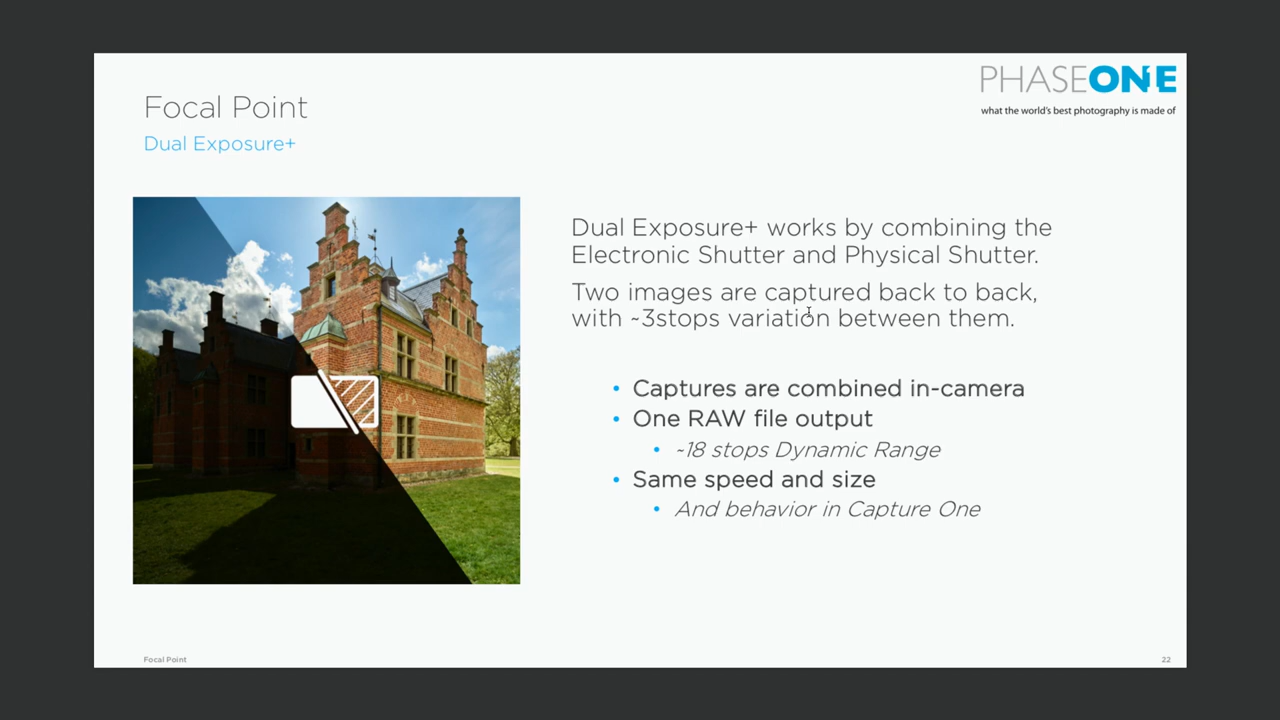 PHASEONE
what the world's best photography is made of
Focal Point
Dual Exposure+
Dual Exposure+ works by combining the
Electronic Shutter and Physical Shutter.
Two images are captured back to back,
with ~3stops variation between them.
• Captures are combined in-camera
• One RAW file output
• ~18 stops Dynamic Range
• Same speed and size
• And behavior in Capture One
Focal Point
22